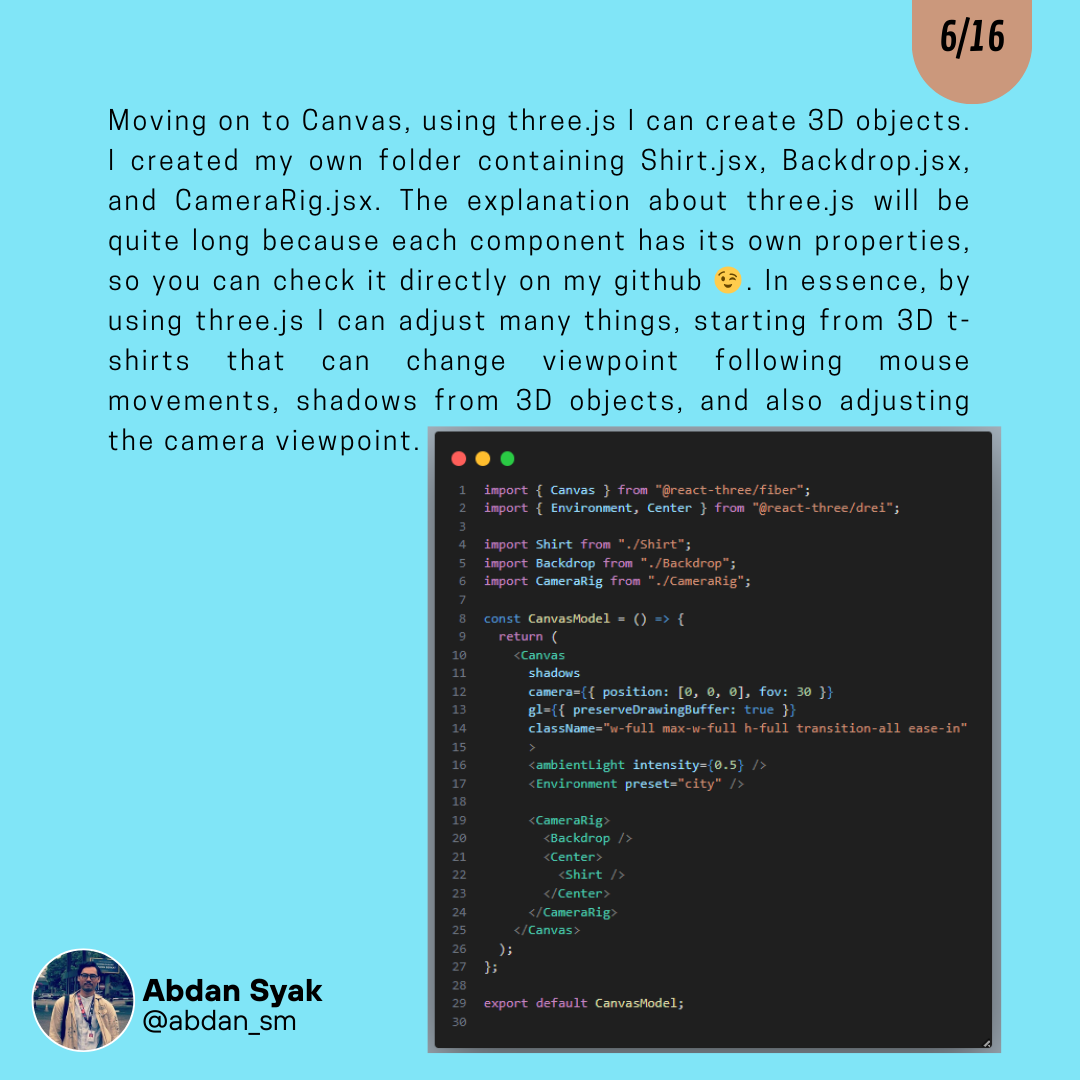 6/16
Moving on to Canvas, using three.js I can create 3D objects.
I created my own folder containing Shirt.jsx, Backdrop.jsx,
and CameraRig.jsx. The explanation about three.js will be
quite long because each component has its own properties,
so you can check it directly on my github 😉. In essence, by
using three.js I can adjust many things, starting from 3D t-
shirts that can change viewpoint following mouse
movements, shadows from 3D objects, and also adjusting
the camera viewpoint.
1 import { Canvas } from "@react-three/fiber";
2 import { Environment, Center } from "@react-three/drei";
3
4 import Shirt from "./Shirt";
5 import Backdrop from "./Backdrop";
6 import CameraRig from "./CameraRig";
7
8 const CanvasModel = () => {
9   return (
10     <Canvas
11       shadows
12       camera={{ position: [0, 0, 0], fov: 30 }}
13       gl={{ preserveDrawingBuffer: true }}
14       className="w-full max-w-full h-full transition-all ease-in"
15       >
16       <ambientLight intensity={0.5} />
17       <Environment preset="city" />
18
19       <CameraRig>
20         <Backdrop />
21         <Center>
22           <Shirt />
23         </Center>
24       </CameraRig>
25     </Canvas>
26   );
27 };
28
29 export default CanvasModel;
30
Abdan Syak
@abdan_sm